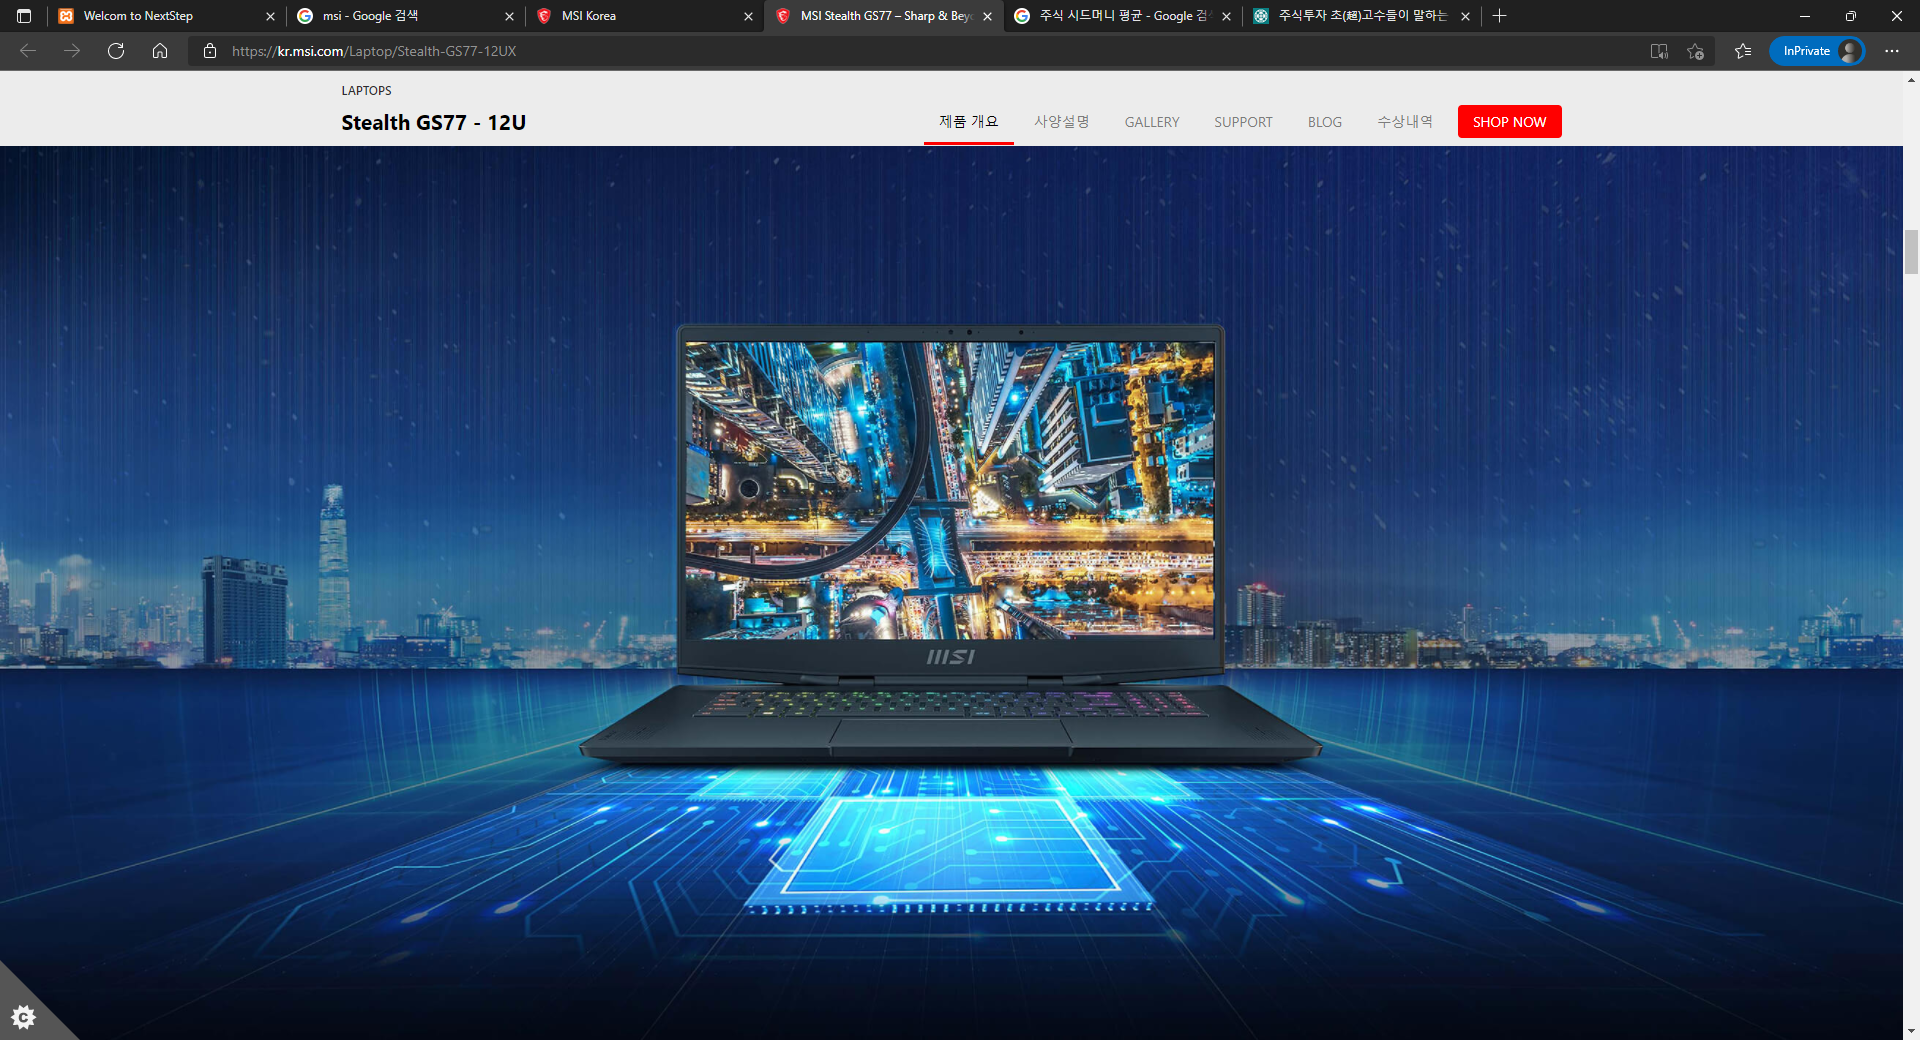 Welcom to NextStep
msi - Google 검색
MSI Korea
MSI Stealth GS77 – Sharp & Bey
주식 시드머니 평균 - Google 검
주식투자 초(超)고수들이 말하는
https://kr.msi.com/Laptop/Stealth-GS77-12UX
InPrivate
LAPTOPS
Stealth GS77 - 12U
제품 개요
사양설명
GALLERY
SUPPORT
BLOG
수상내역
SHOP NOW
msi
C